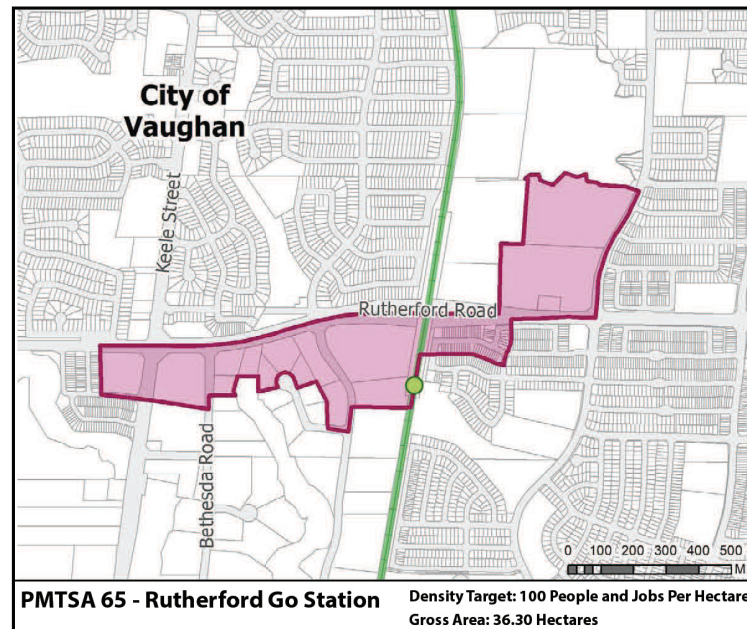 City of
Vaughan
Keele Street
Rutherford Road
Bethesda Road
0 100 200 300 400 500
M
PMTSA 65 - Rutherford Go Station
Density Target: 100 People and Jobs Per Hectare
Gross Area: 36.30 Hectares